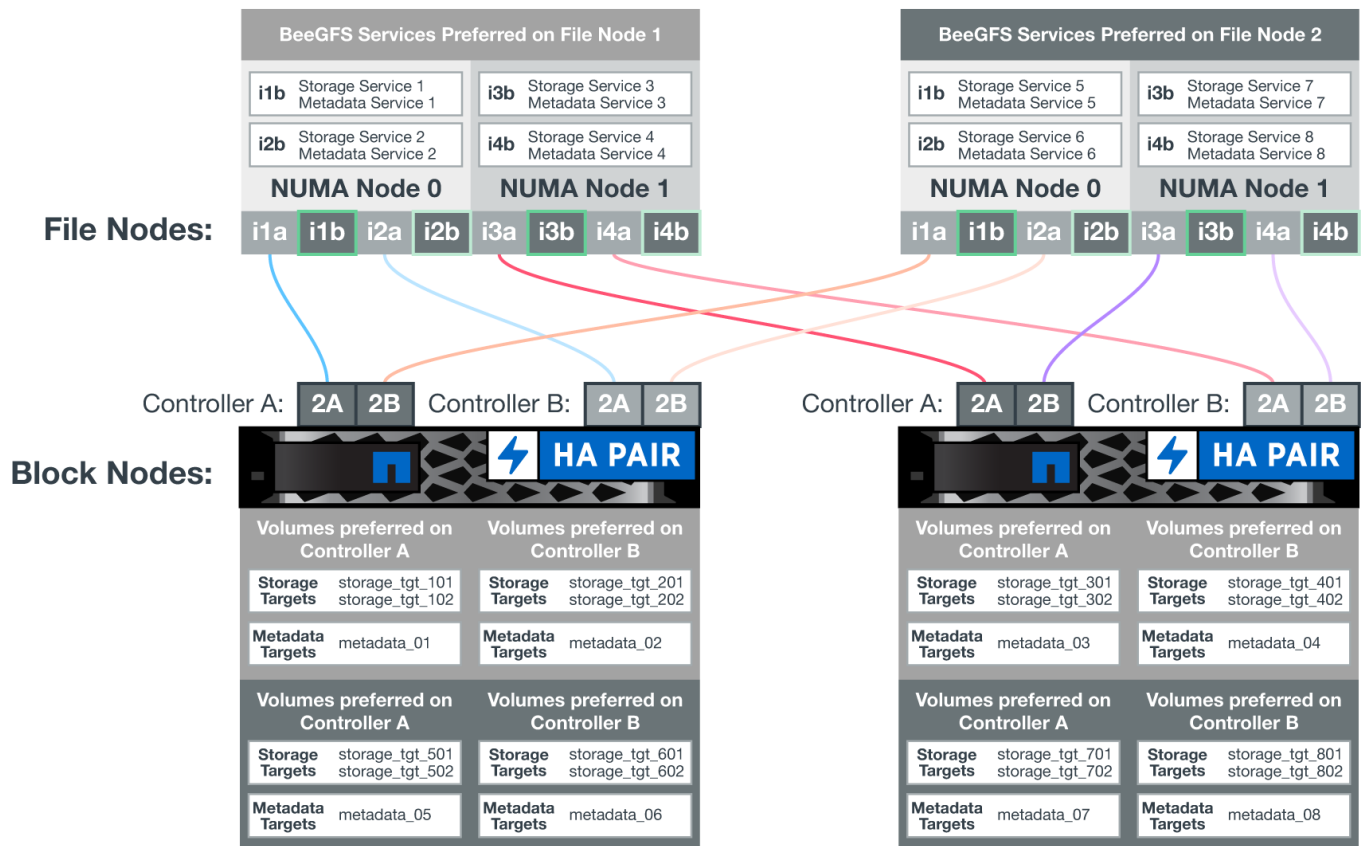 BeeGFS Services Preferred on File Node 1
i1b Storage Service 1
Metadata Service 1
i3b Storage Service 3
Metadata Service 3
i2b Storage Service 2
Metadata Service 2
i4b Storage Service 4
Metadata Service 4
NUMA Node 0 NUMA Node 1
BeeGFS Services Preferred on File Node 2
i1b Storage Service 5
Metadata Service 5
i3b Storage Service 7
Metadata Service 7
i2b Storage Service 6
Metadata Service 6
i4b Storage Service 8
Metadata Service 8
NUMA Node 0 NUMA Node 1
File Nodes: i1a i1b i2a i2b i3a i3b i4a i4b i1a i1b i2a i2b i3a i3b i4a i4b
Controller A: 2A 2B Controller B: 2A 2B Controller A: 2A 2B Controller B: 2A 2B
Block Nodes:
HA PAIR
HA PAIR
Volumes preferred on
Controller A
Storage
Targets
storage_tgt_101
storage_tgt_102
Metadata
Targets
metadata_01
Volumes preferred on
Controller B
Storage
Targets
storage_tgt_201
storage_tgt_202
Metadata
Targets
metadata_02
Volumes preferred on
Controller A
Storage
Targets
storage_tgt_501
storage_tgt_502
Metadata
Targets
metadata_05
Volumes preferred on
Controller B
Storage
Targets
storage_tgt_601
storage_tgt_602
Metadata
Targets
metadata_06
Volumes preferred on
Controller A
Storage
Targets
storage_tgt_301
storage_tgt_302
Metadata
Targets
metadata_03
Volumes preferred on
Controller B
Storage
Targets
storage_tgt_401
storage_tgt_402
Metadata
Targets
metadata_04
Volumes preferred on
Controller A
Storage
Targets
storage_tgt_701
storage_tgt_702
Metadata
Targets
metadata_07
Volumes preferred on
Controller B
Storage
Targets
storage_tgt_801
storage_tgt_802
Metadata
Targets
metadata_08